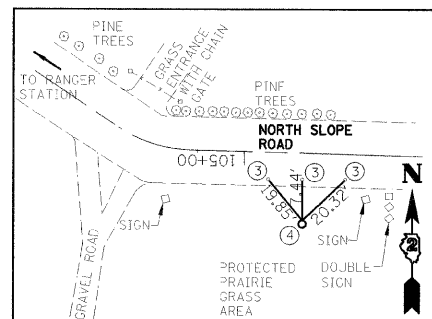 PINE
TREES
GRASS
ENTRANCE
WITH CHAIN
GATE
TO RANGER
STATION
PINE
TREES
NORTH SLOPE
ROAD
105+00
N
3
3
3
19.85'
7.44'
20.32'
4
2
SIGN
SIGN
GRAVEL ROAD
PROTECTED
PRAIRIE
GRASS
AREA
DOUBLE
SIGN